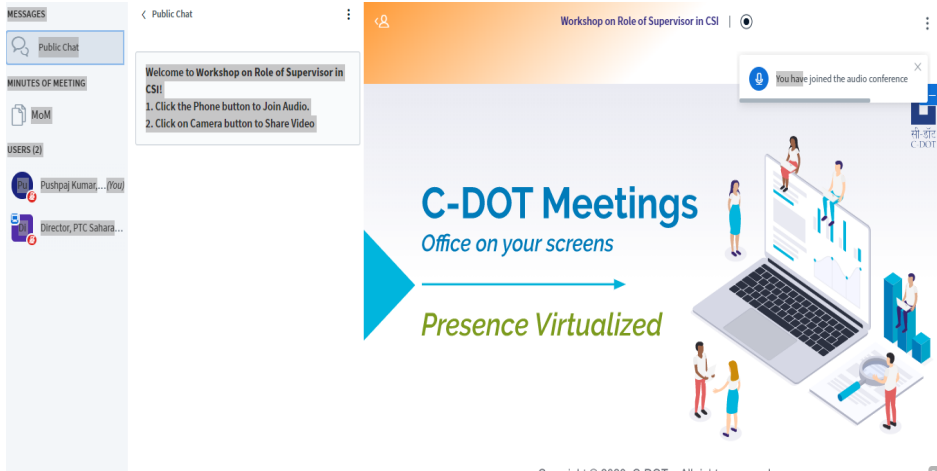 MESSAGES
Public Chat
MINUTES OF MEETING
MoM
USERS (2)
Pu
Pushpaj Kumar,... (You)
Di
Director, PTC Sahara...
Public Chat
Welcome to Workshop on Role of Supervisor in
CSI!
1. Click the Phone button to Join Audio.
2. Click on Camera button to Share Video
Workshop on Role of Supervisor in CSI |
You have joined the audio conference
सी-डॉट
C-DOT
C-DOT Meetings
Office on your screens
Presence Virtualized